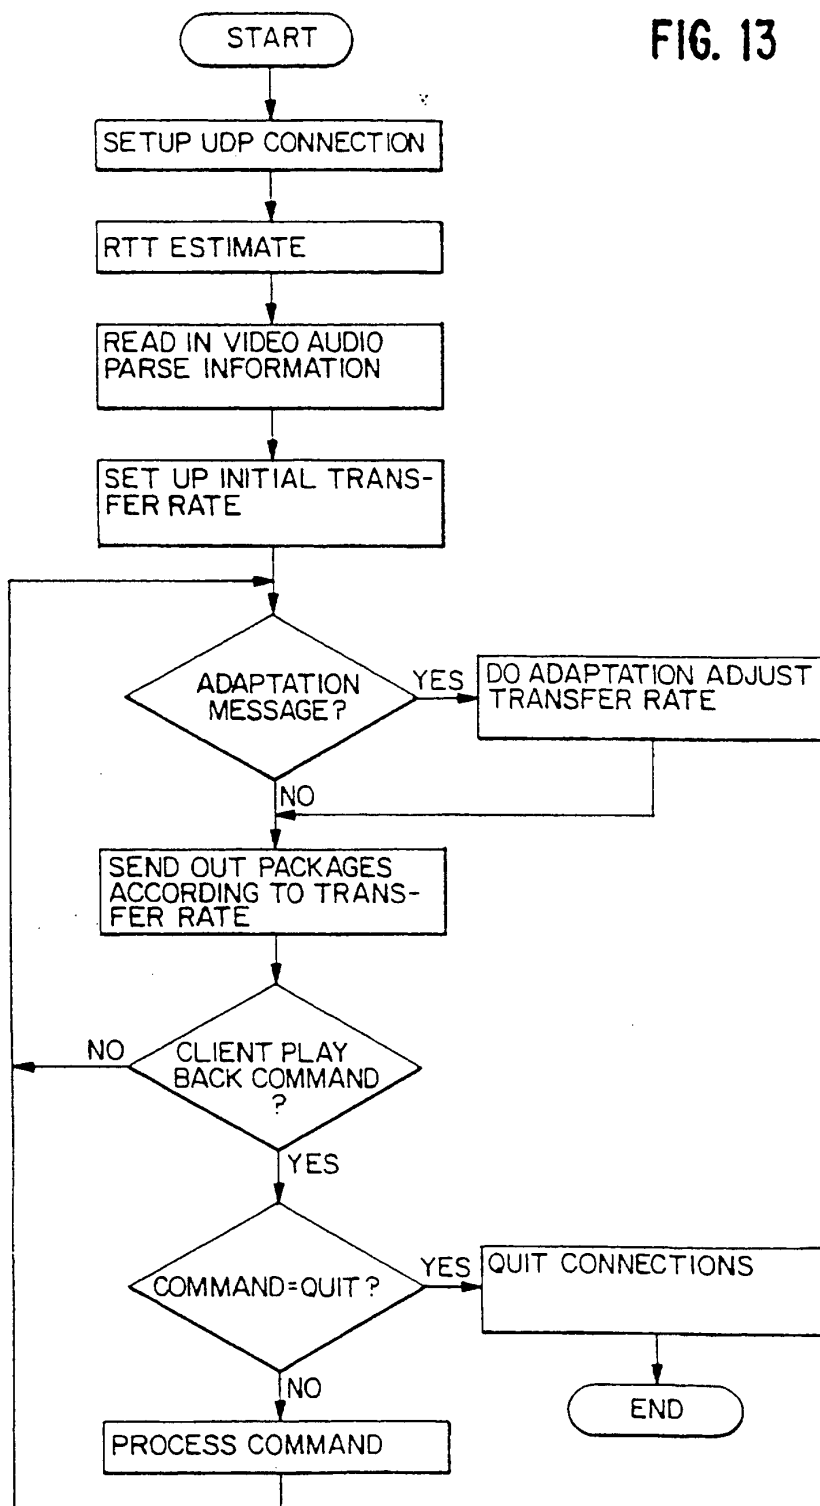 FIG. 13
START
SETUP UDP CONNECTION
RTT ESTIMATE
READ IN VIDEO AUDIO
PARSE INFORMATION
SET UP INITIAL TRANS-
FER RATE
ADAPTATION
MESSAGE?
YES
DO ADAPTATION ADJUST
TRANSFER RATE
NO
SEND OUT PACKAGES
ACCORDING TO TRANS-
FER RATE
NO
CLIENT PLAY
BACK COMMAND
?
YES
COMMAND=QUIT?
YES
QUIT CONNECTIONS
NO
END
PROCESS COMMAND